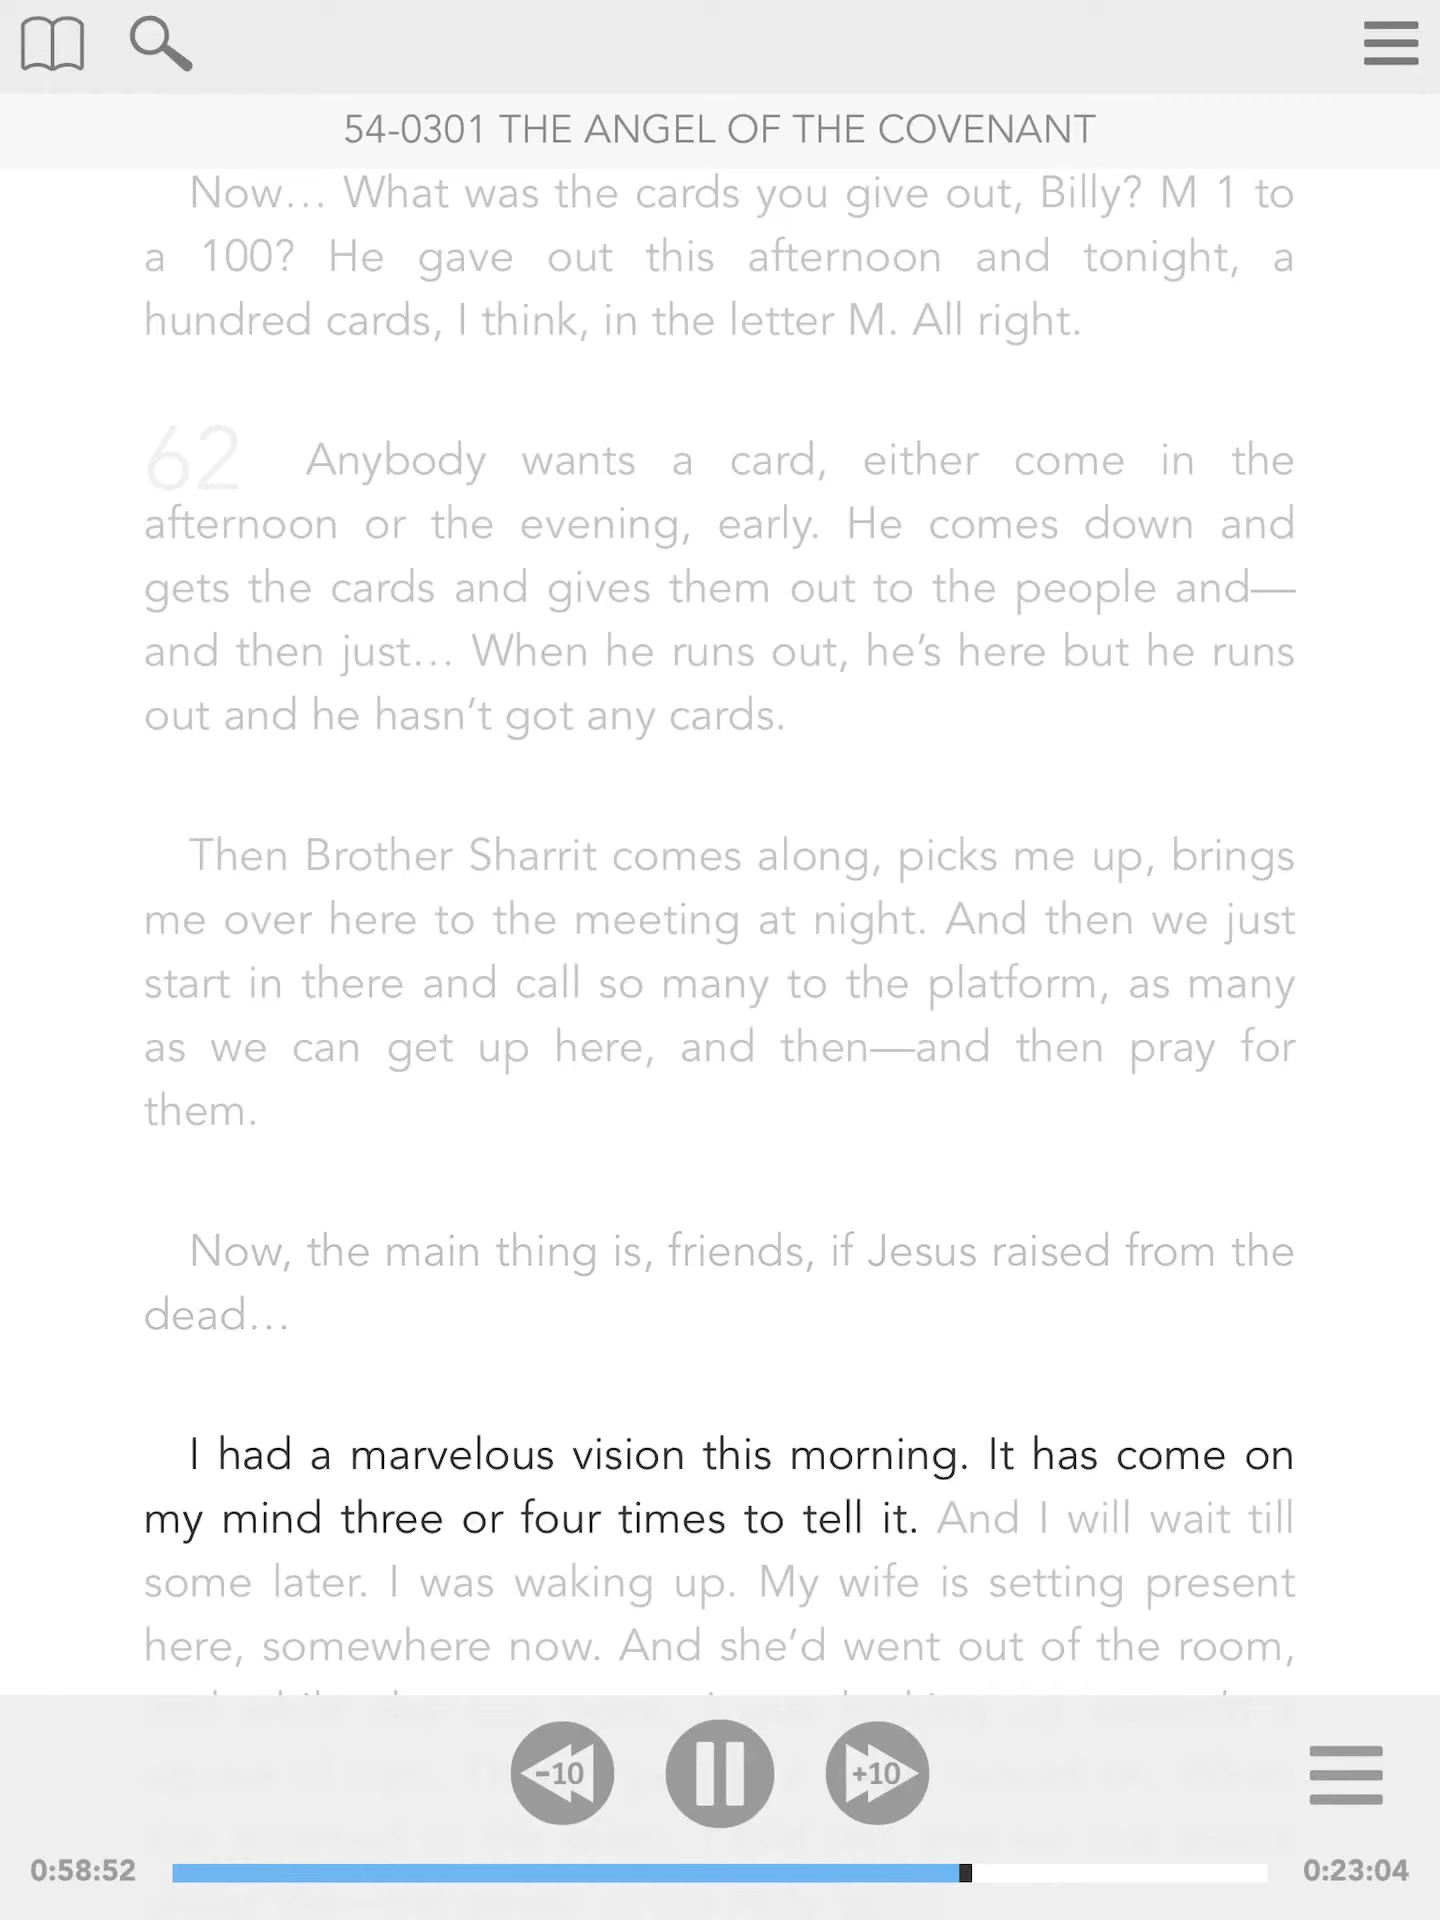 54-0301 THE ANGEL OF THE COVENANT
Now… What was the cards you give out, Billy? M 1 to
a 100? He gave out this afternoon and tonight, a
hundred cards, I think, in the letter M. All right.
62 Anybody wants a card, either come in the
afternoon or the evening, early. He comes down and
gets the cards and gives them out to the people and—
and then just… When he runs out, he’s here but he runs
out and he hasn’t got any cards.
Then Brother Sharrit comes along, picks me up, brings
me over here to the meeting at night. And then we just
start in there and call so many to the platform, as many
as we can get up here, and then—and then pray for
them.
Now, the main thing is, friends, if Jesus raised from the
dead…
I had a marvelous vision this morning. It has come on
my mind three or four times to tell it. And I will wait till
some later. I was waking up. My wife is setting present
here, somewhere now. And she’d went out of the room,
-10
+10
0:58:52
0:23:04